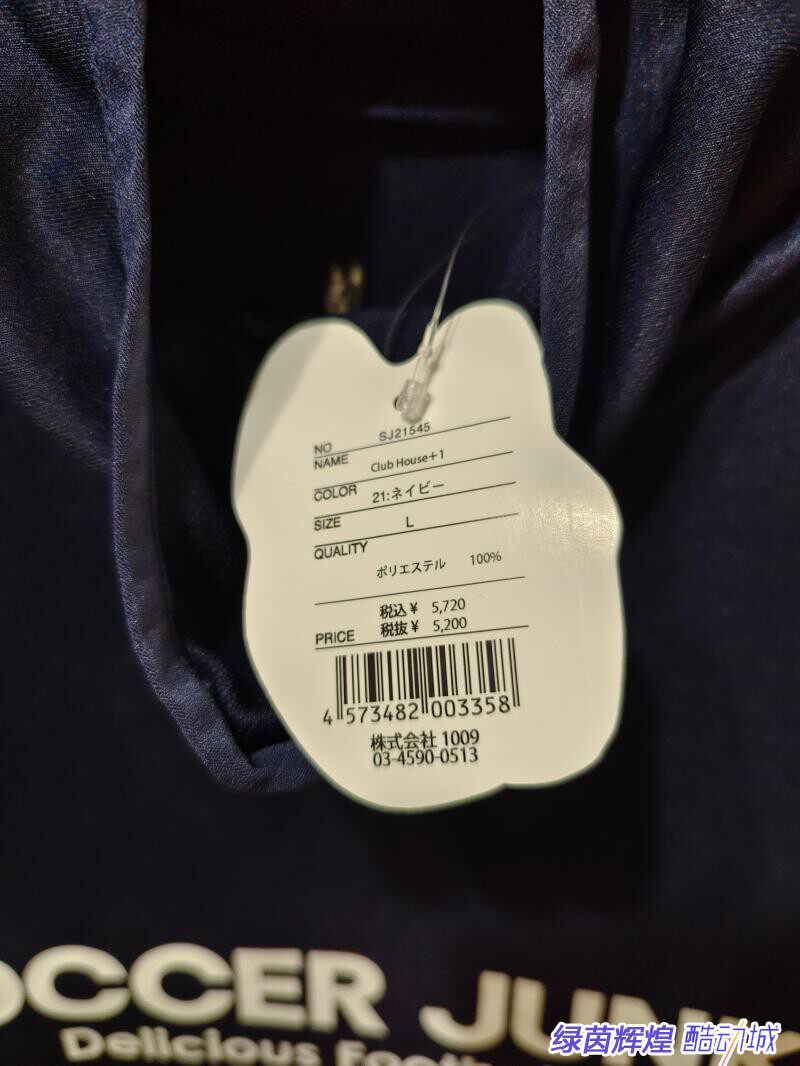 NO SJ21545
NAME Club House+1
COLOR 21:ネイビー
SIZE L
QUALITY
ポリエステル 100%
税込¥ 5,720
PRICE 税抜¥ 5,200
4 573482 003358
株式会社 1009
03-4590-0513
OCCER JUNK
Delicious Footb
绿茵辉煌 酷动城